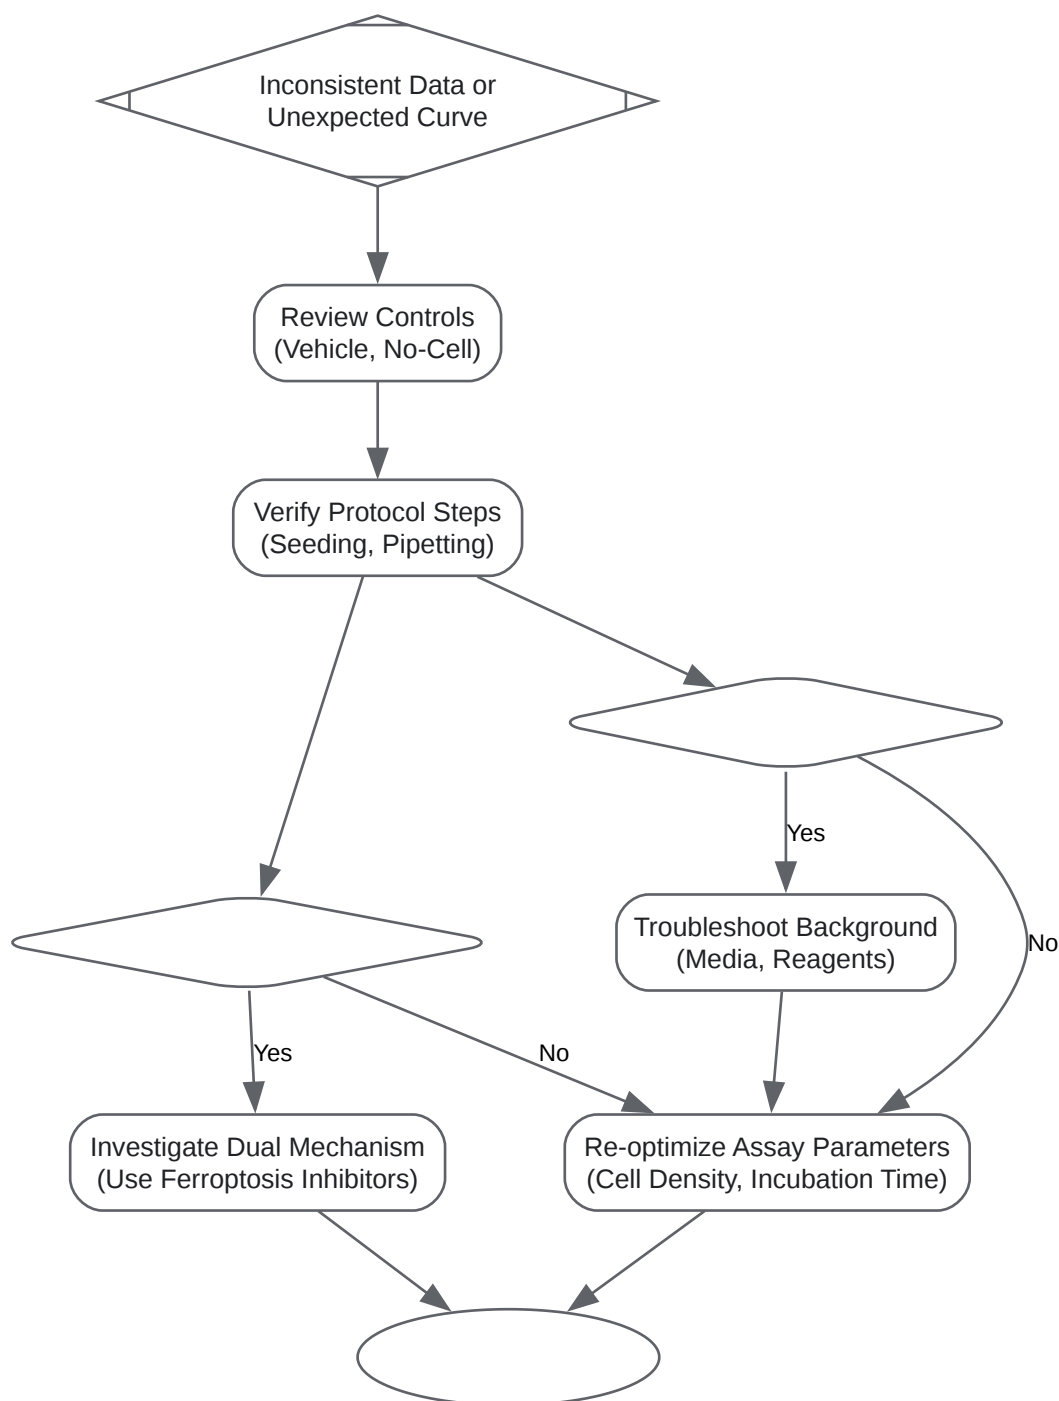 Inconsistent Data or
Unexpected Curve
Review Controls
(Vehicle, No-Cell)
Verify Protocol Steps
(Seeding, Pipetting)
Yes
Troubleshoot Background
(Media, Reagents)
No
Yes
No
Investigate Dual Mechanism
(Use Ferroptosis Inhibitors)
Re-optimize Assay Parameters
(Cell Density, Incubation Time)